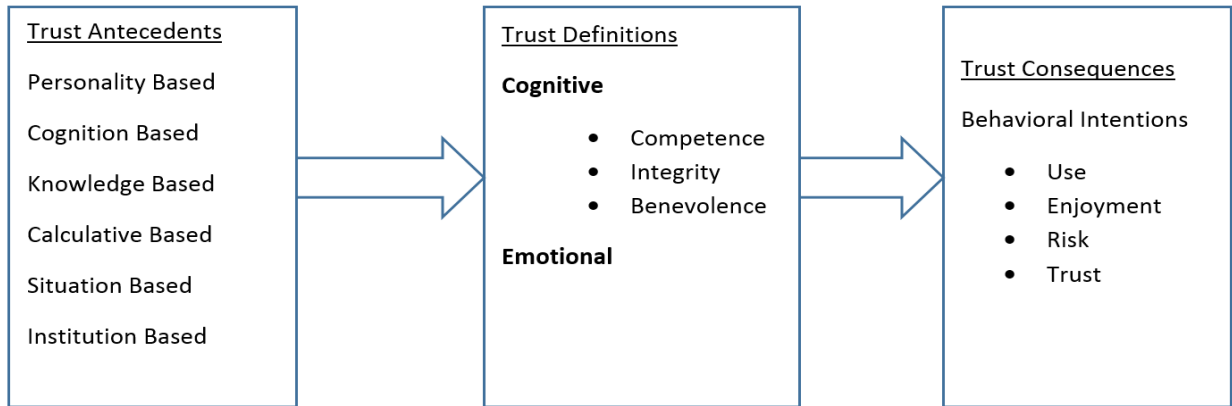 Trust Antecedents
Personality Based
Cognition Based
Knowledge Based
Calculative Based
Situation Based
Institution Based
Trust Definitions
Cognitive
• Competence
• Integrity
• Benevolence
Emotional
Trust Consequences
Behavioral Intentions
• Use
• Enjoyment
• Risk
• Trust